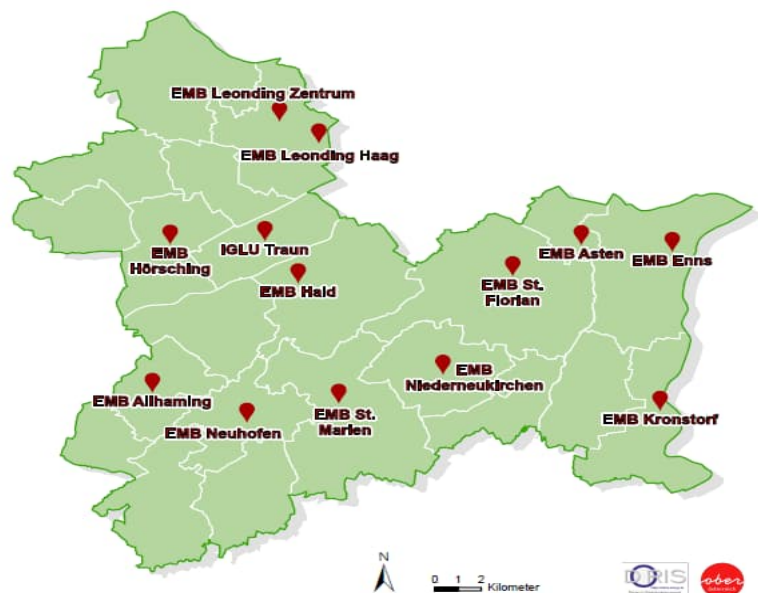 EMB Leonding Zentrum
EMB Leonding Haag
EMB
Hörsching
IGLU Traun
EMB Haid
EMB St.
Florian
EMB Asten
EMB Enns
EMB Allhaming
EMB Neuhofen
EMB St.
Marien
EMB
Niederneukirchen
EMB Kronstorf
N
0 1 2 Kilometer
DORIS
ober
österreich